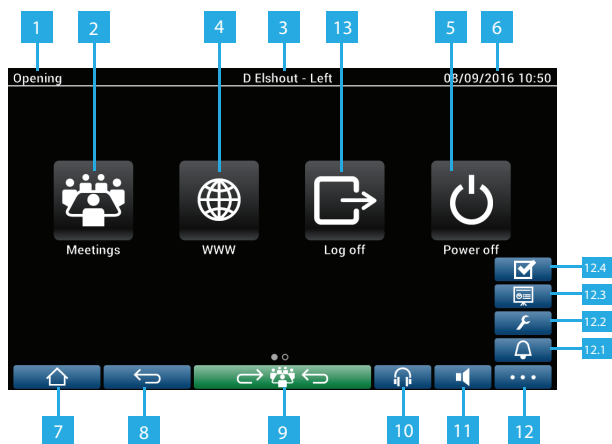 1 2 4 3 13 5 6
Opening D Elshout - Left 08/09/2016 10:50
Meetings WWW Log off Power off
12.4
12.3
12.2
12.1
7 8 9 10 11 12